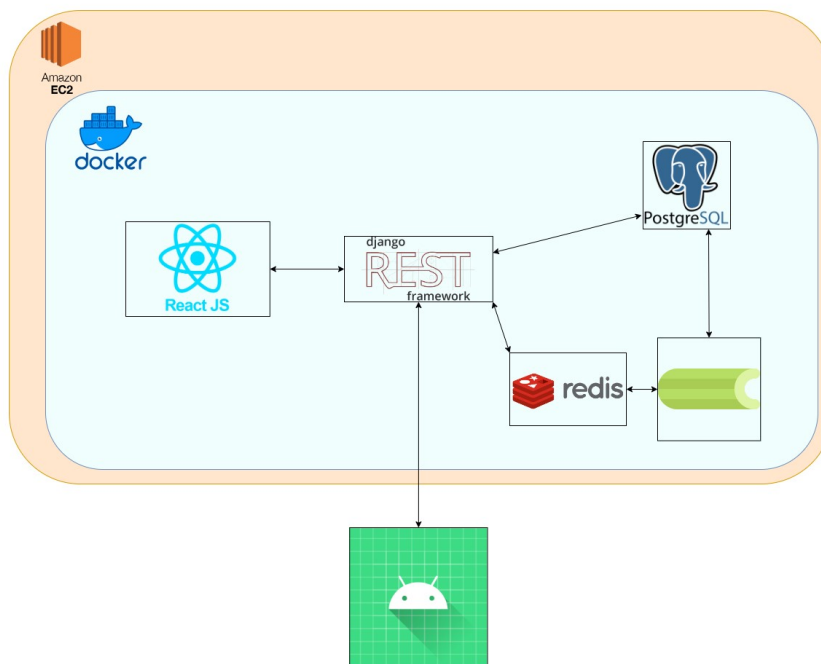 Amazon
EC2
docker
PostgreSQL
django
REST
framework
React JS
redis